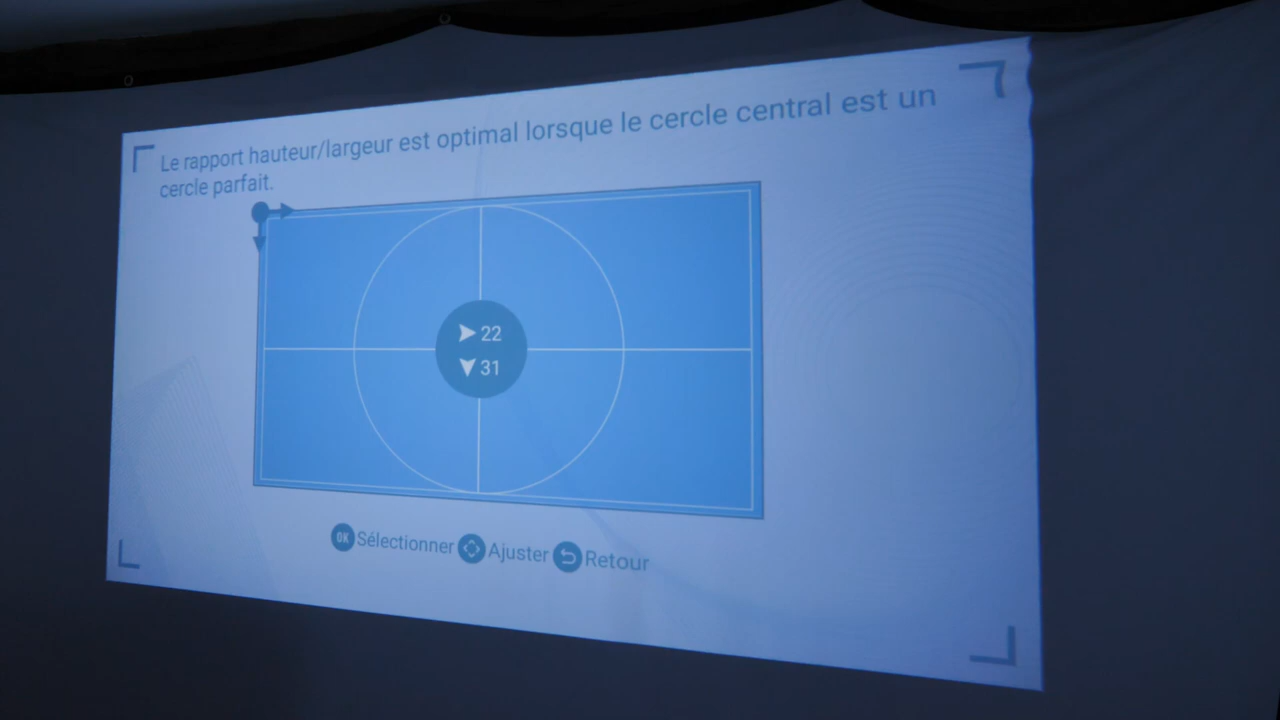 Le rapport hauteur/largeur est optimal lorsque le cercle central est un
cercle parfait.
22
31
OK Sélectionner Ajuster Retour